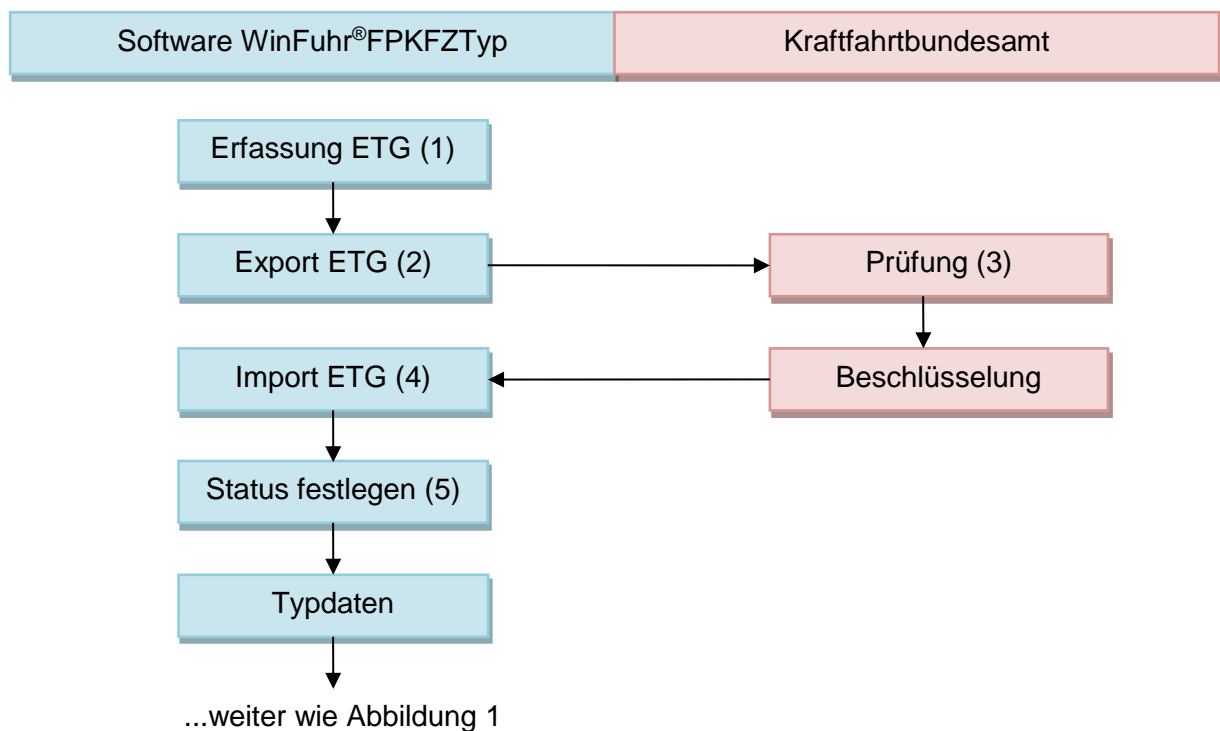 Software WinFuhr®FPKFZTyp
Kraftfahrtbundesamt
Erfassung ETG (1)
Export ETG (2)
Prüfung (3)
Import ETG (4)
Beschlüsselung
Status festlegen (5)
Typdaten
...weiter wie Abbildung 1